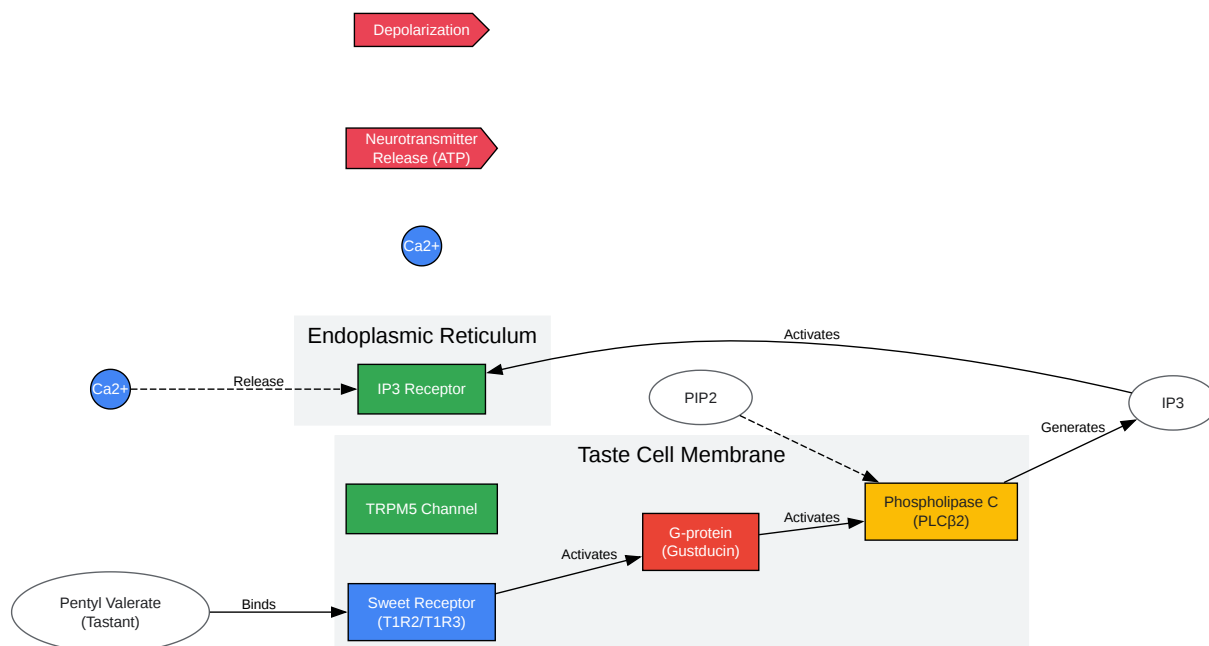 Depolarization
Neurotransmitter
Release (ATP)
Ca2+
Endoplasmic Reticulum
Activates
Ca2+
Release
IP3 Receptor
PIP2
IP3
Generates
Taste Cell Membrane
TRPM5 Channel
Phospholipase C
(PLCβ2)
Activates
G-protein
(Gustducin)
Activates
Pentyl Valerate
(Tastant)
Binds
Sweet Receptor
(T1R2/T1R3)